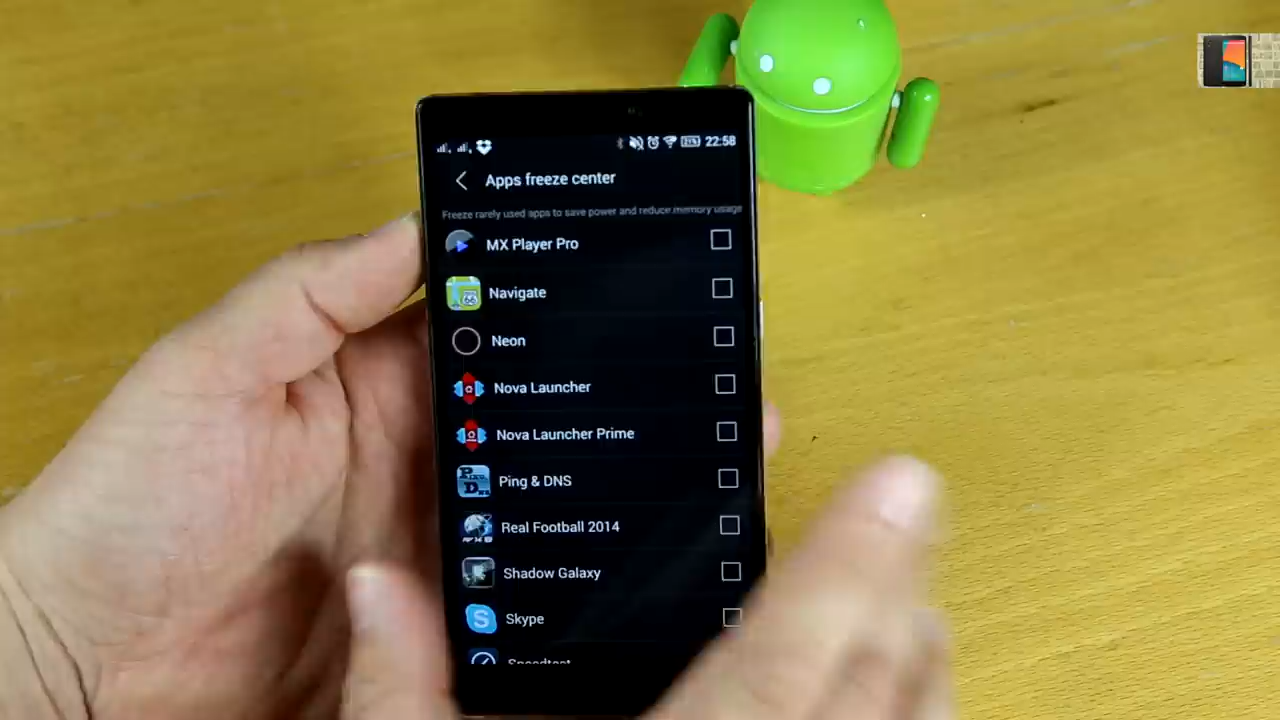 22:58
Apps freeze center
Freeze rarely used apps to save power and reduce memory usage
MX Player Pro
Navigate
Neon
Nova Launcher
Nova Launcher Prime
Ping & DNS
Real Football 2014
Shadow Galaxy
Skype
Speedtest